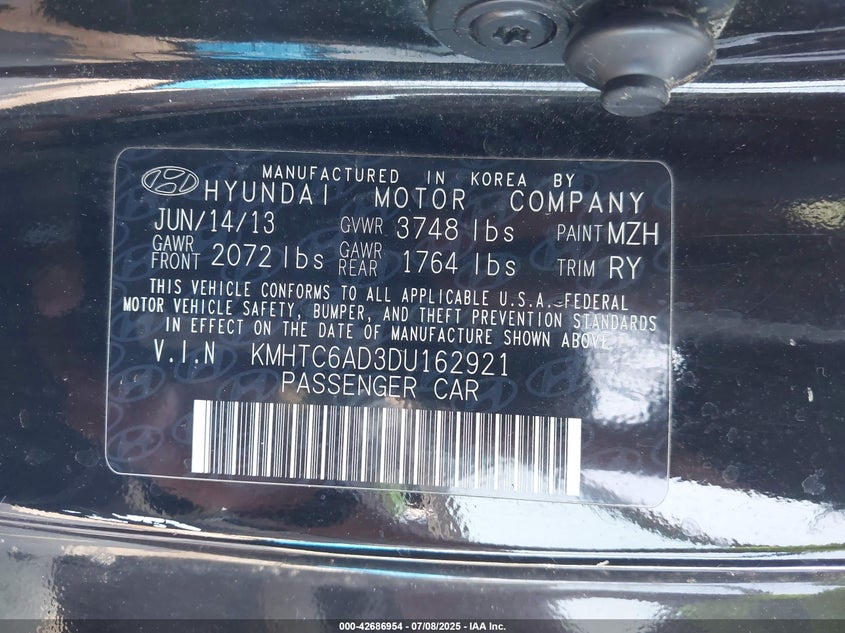 MANUFACTURED IN KOREA BY
HYUNDAI MOTOR COMPANY
JUN/14/13 GVWR 3748 lbs PAINT MZH
GAWR FRONT 2072 lbs GAWR REAR 1764 lbs TRIM RY
THIS VEHICLE CONFORMS TO ALL APPLICABLE U.S.A. FEDERAL
MOTOR VEHICLE SAFETY, BUMPER, AND THEFT PREVENTION STANDARDS
IN EFFECT ON THE DATE OF MANUFACTURE SHOWN ABOVE
V.I.N KMHTC6AD3DU162921
PASSENGER CAR
000-42686954 - 07/08/2025 - IAA Inc.